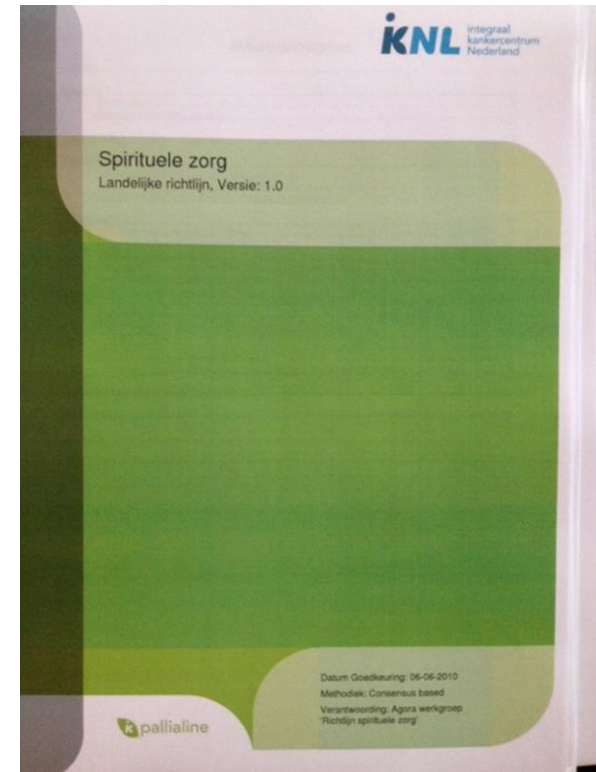 iKNL
integraal
kankercentrum
Nederland
Spirituele zorg
Landelijke richtlijn, Versie: 1.0
Datum Goedkeuring: 06-06-2010
Methodiek: Consensus based
Verantwoording: Agora werkgroep
'Richtlijn spirituele zorg'
pallialine